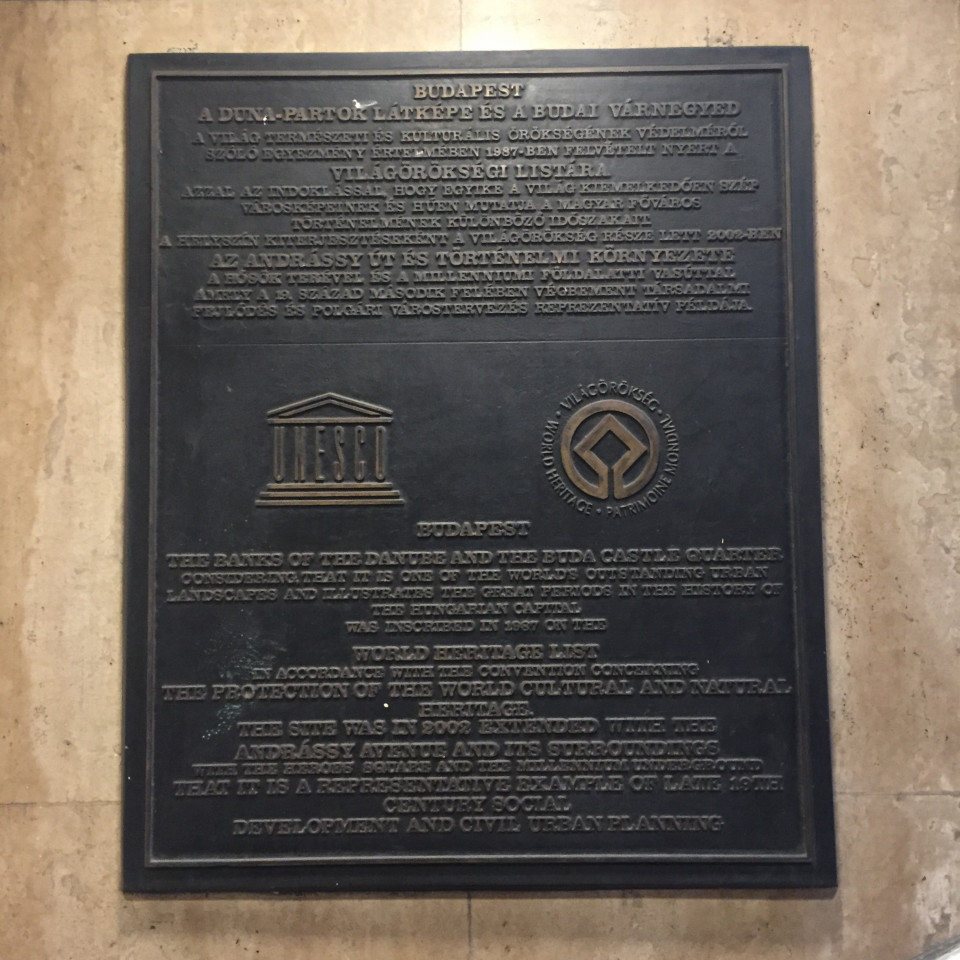 BUDAPEST
A DUNA-PARTOK LÁTKÉPE ÉS A BUDAI VÁRNEGYED
A VILÁG TERMÉSZETI ÉS KULTURÁLIS ÖRÖKSÉGÉNEK VÉDELMÉRŐL
SZÓLÓ EGYEZMÉNY ÉRTELMÉBEN 1987-BEN FELVÉTELT NYERT A
VILÁGÖRÖKSÉGI LISTÁRA
AZZAL AZ INDOKLÁSSAL, HOGY EGYIKE A VILÁG KIEMELKEDŐEN SZÉP
VÁROSKÉPEINEK ÉS HŰEN MUTATJA A MAGYAR FŐVÁROS
TÖRTÉNELMÉNEK KÜLÖNBÖZŐ IDŐSZAKAIT
A HELYSZÍN KITERJESZTÉSEKÉNT A VILÁGÖRÖKSÉG RÉSZE LETT 2002-BEN
AZ ANDRÁSSY ÚT ÉS TÖRTÉNELMI KÖRNYEZETE
A HŐSÖK TERÉVEL ÉS A MILLENNIUMI FÖLDALATTI VASÚTTAL
AMELY A 19. SZÁZAD MÁSODIK FELÉBEN VÉGBEMENT TÁRSADALMI
FEJLŐDÉS ÉS POLGÁRI VÁROSTERVEZÉS REPREZENTATÍV PÉLDÁJA.
UNESCO
VILÁGÖRÖKSÉG • WORLD HERITAGE • PATRIMOINE MONDIAL •
BUDAPEST
THE BANKS OF THE DANUBE AND THE BUDA CASTLE QUARTER
CONSIDERING THAT IT IS ONE OF THE WORLD'S OUTSTANDING URBAN
LANDSCAPES AND ILLUSTRATES THE GREAT PERIODS IN THE HISTORY OF
THE HUNGARIAN CAPITAL
WAS INSCRIBED IN 1987 ON THE
WORLD HERITAGE LIST
IN ACCORDANCE WITH THE CONVENTION CONCERNING
THE PROTECTION OF THE WORLD CULTURAL AND NATURAL
HERITAGE.
THE SITE WAS IN 2002 EXTENDED WITH THE
ANDRÁSSY AVENUE AND ITS SURROUNDINGS
WITH THE HEROES' SQUARE AND THE MILLENNIUM UNDERGROUND
THAT IT IS A REPRESENTATIVE EXAMPLE OF LATE 19TH
CENTURY SOCIAL
DEVELOPMENT AND CIVIL URBAN PLANNING